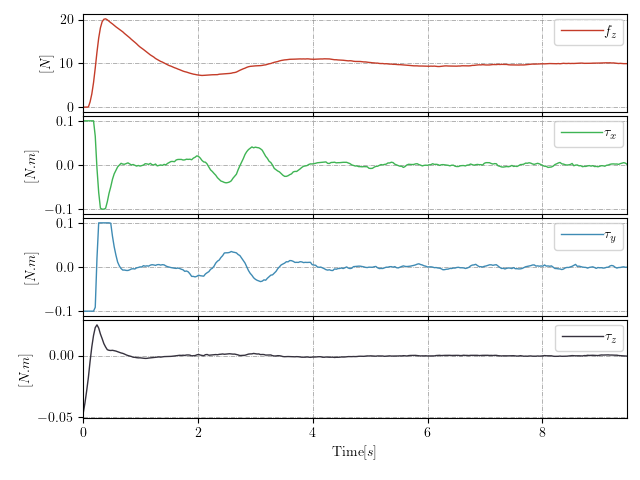 20
10
0
[N]
f_z
0.1
0.0
−0.1
[N.m]
τ_x
0.1
0.0
−0.1
[N.m]
τ_y
0.00
−0.05
[N.m]
τ_z
0 2 4 6 8
Time[s]